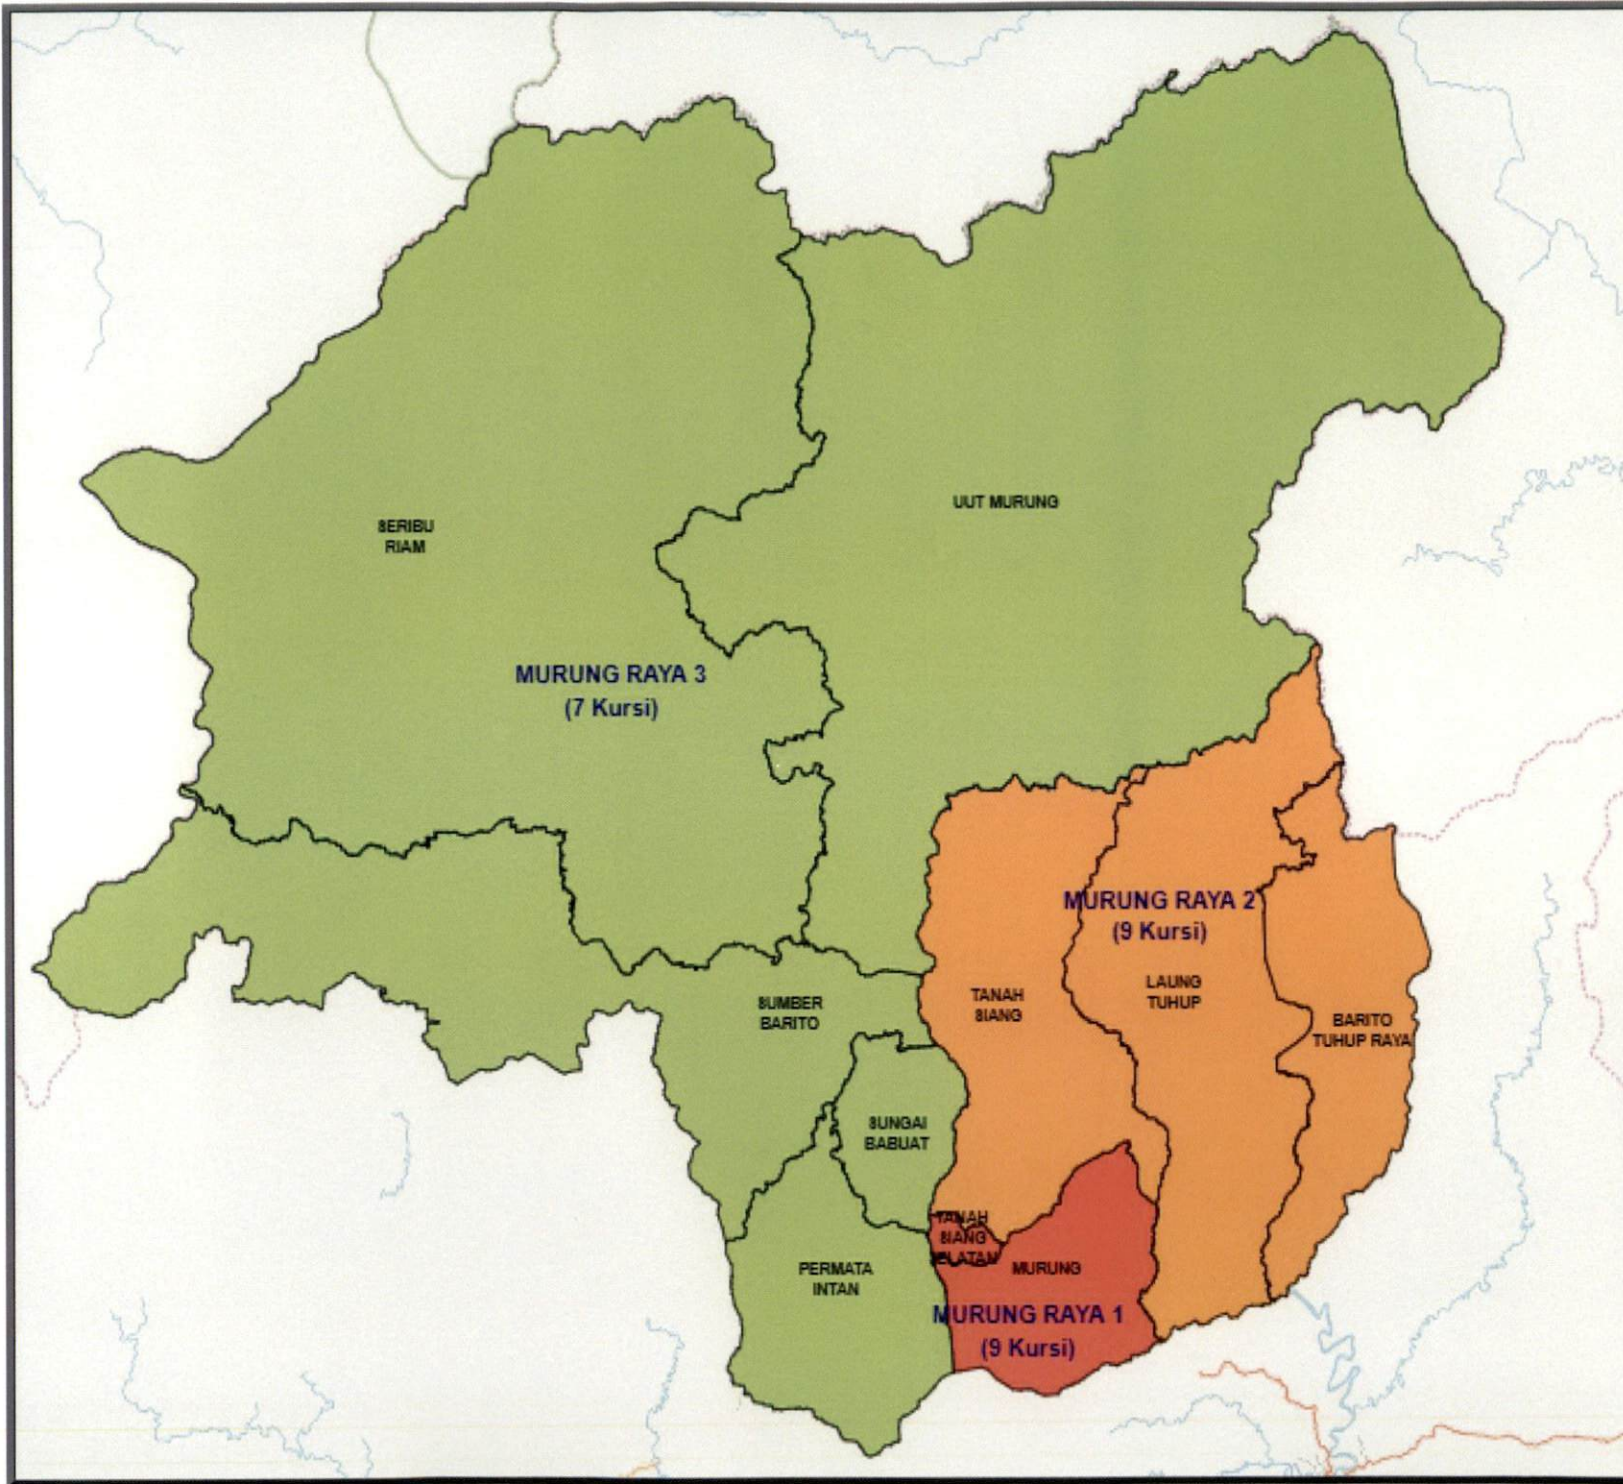 UUT MURUNG
SERIBU
RIAM
MURUNG RAYA 3
(7 Kursi)
MURUNG RAYA 2
(9 Kursi)
TANAH
SIANG
LAUNG
TUHUP
SUMBER
BARITO
BARITO
TUHUP RAYA
SUNGAI
BABUAT
TANAH
SIANG
SELATAN
MURUNG
PERMATA
INTAN
MURUNG RAYA 1
(9 Kursi)